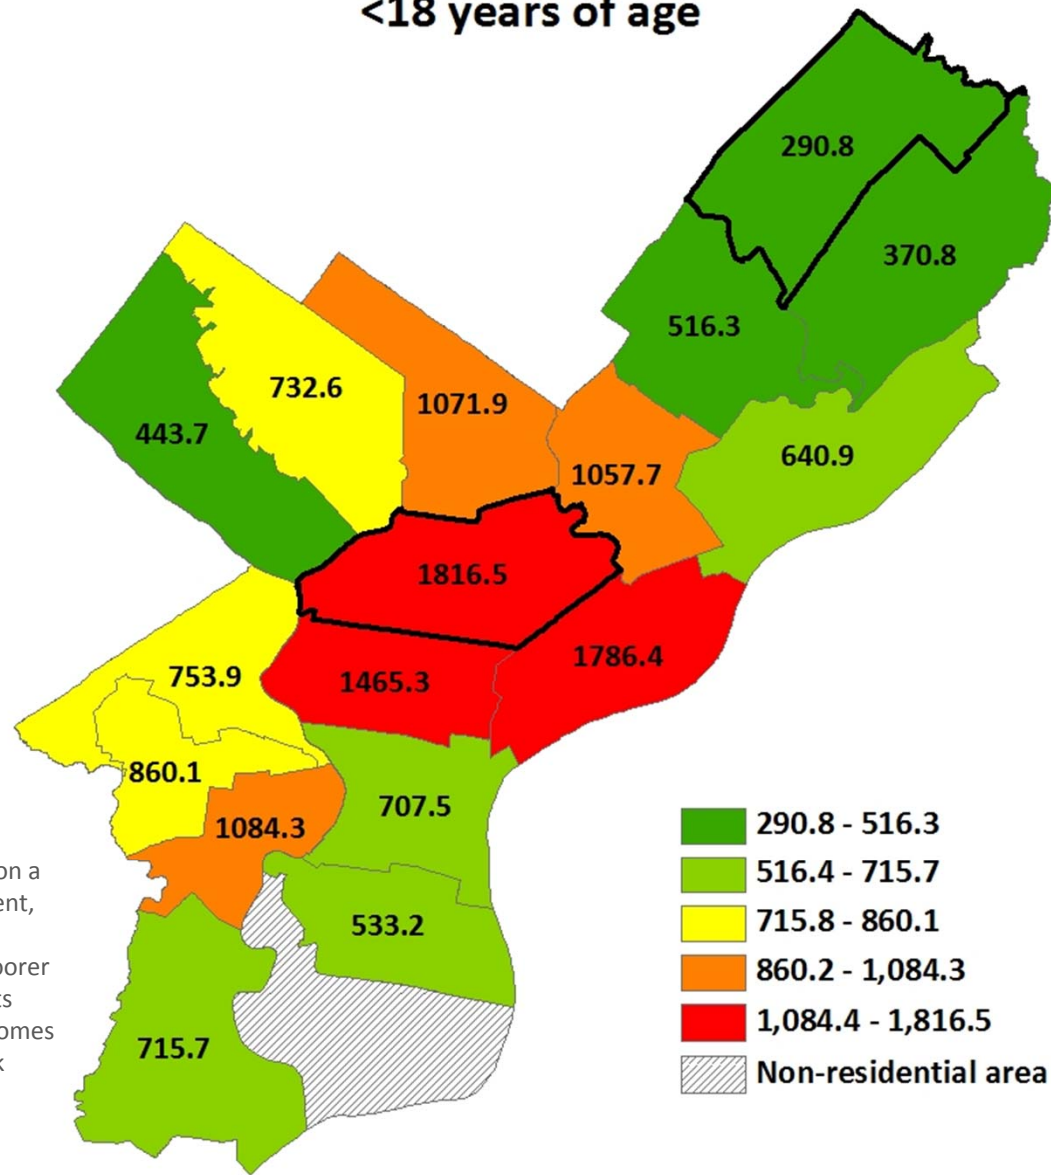 <18 years of age
290.8
370.8
516.3
732.6
1071.9
443.7
640.9
1057.7
1816.5
1786.4
1465.3
753.9
860.1
707.5
1084.3
533.2
715.7
290.8 - 516.3
516.4 - 715.7
715.8 - 860.1
860.2 - 1,084.3
1,084.4 - 1,816.5
Non-residential area
on a